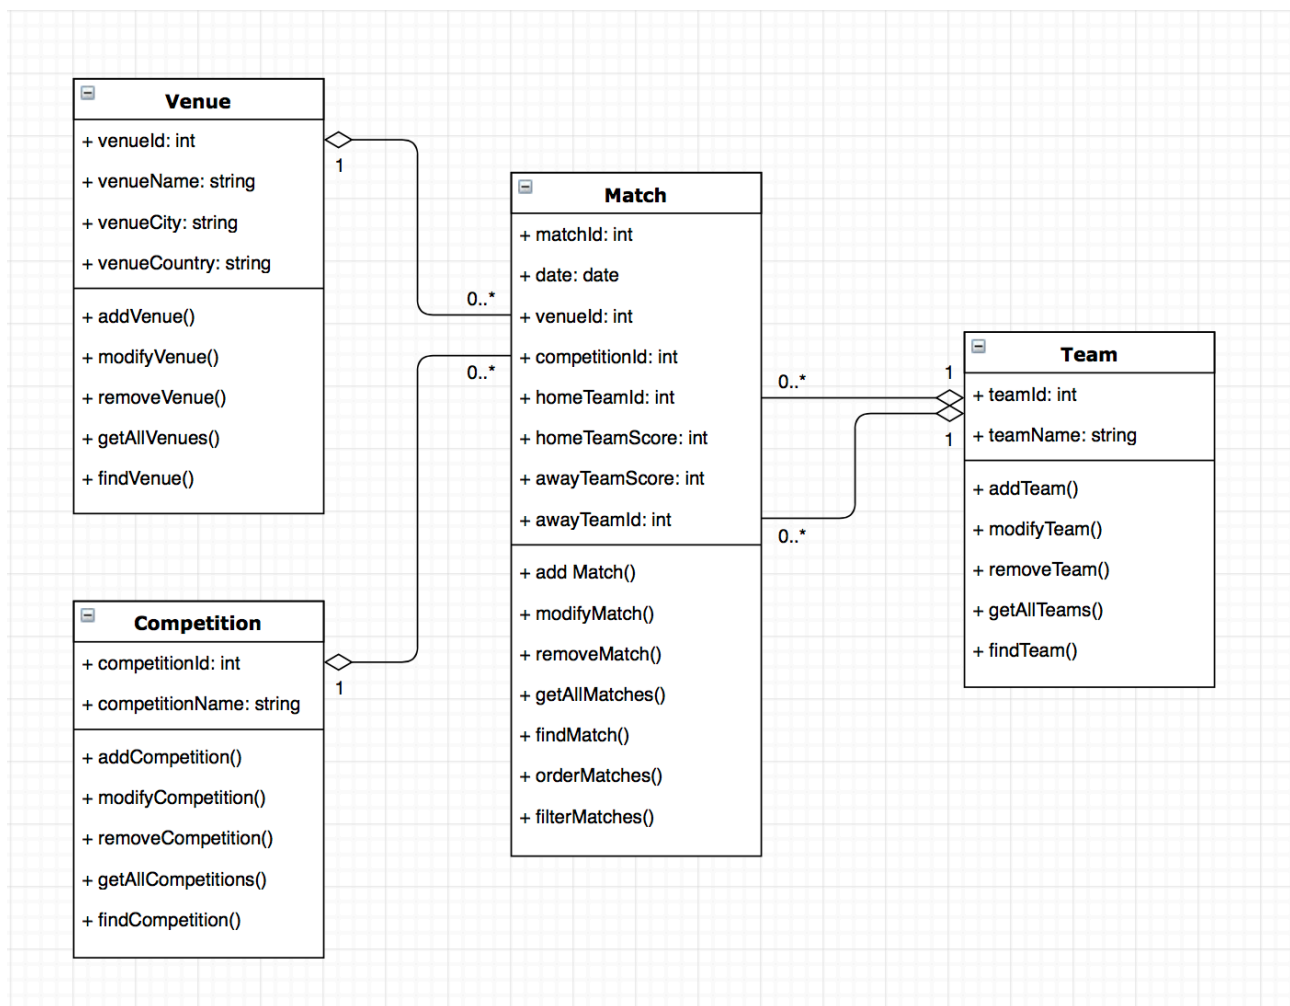 Venue
+ venueId: int
+ venueName: string
+ venueCity: string
+ venueCountry: string
+ addVenue()
+ modifyVenue()
+ removeVenue()
+ getAllVenues()
+ findVenue()
1
0..*
Competition
+ competitionId: int
+ competitionName: string
+ addCompetition()
+ modifyCompetition()
+ removeCompetition()
+ getAllCompetitions()
+ findCompetition()
1
0..*
Match
+ matchId: int
+ date: date
+ venueId: int
+ competitionId: int
+ homeTeamId: int
+ homeTeamScore: int
+ awayTeamScore: int
+ awayTeamId: int
+ add Match()
+ modifyMatch()
+ removeMatch()
+ getAllMatches()
+ findMatch()
+ orderMatches()
+ filterMatches()
0..*
1
0..*
1
Team
+ teamId: int
+ teamName: string
+ addTeam()
+ modifyTeam()
+ removeTeam()
+ getAllTeams()
+ findTeam()